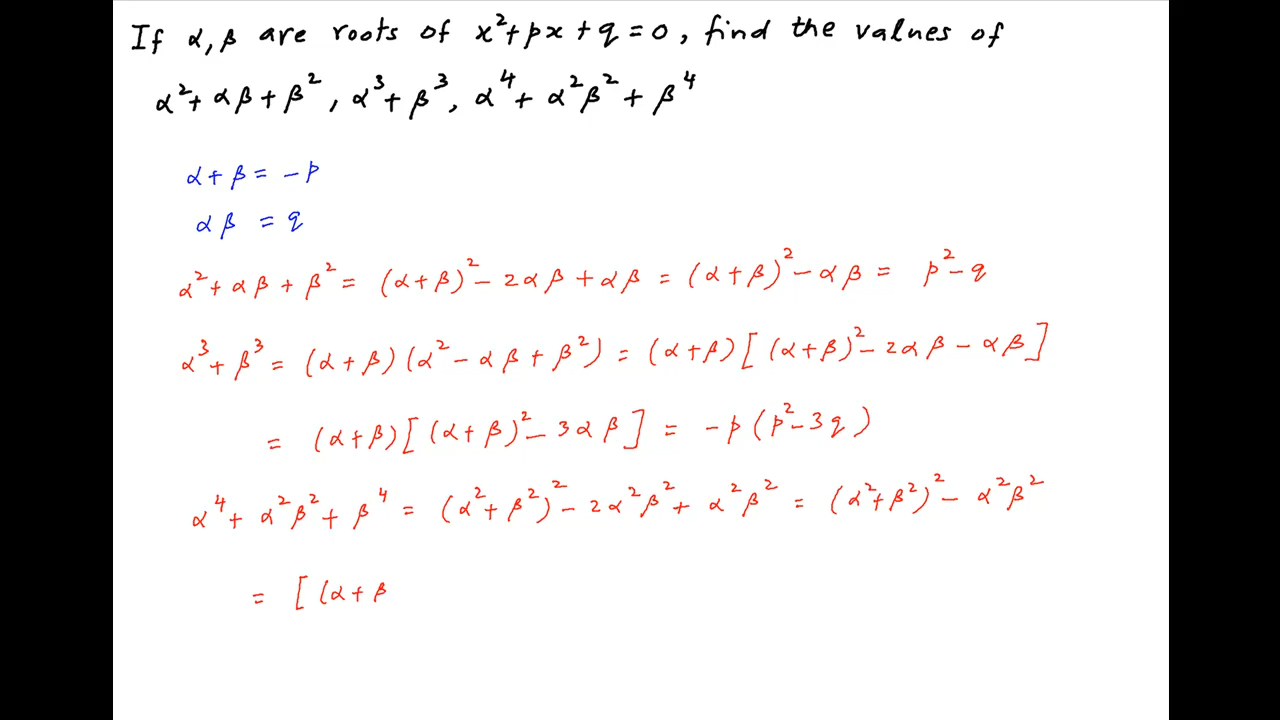 If α, β are roots of x²+px+q=0, find the values of
α²+αβ+β², α³+β³, α⁴+α²β²+β⁴
α+β = -p
αβ = q
α²+αβ+β² = (α+β)²-2αβ+αβ = (α+β)²-αβ = p²-q
α³+β³ = (α+β)(α²-αβ+β²) = (α+β)[(α+β)²-2αβ-αβ]
= (α+β)[(α+β)²-3αβ] = -p(p²-3q)
α⁴+α²β²+β⁴ = (α²+β²)²-2α²β²+α²β² = (α²+β²)²-α²β²
= [(α+β